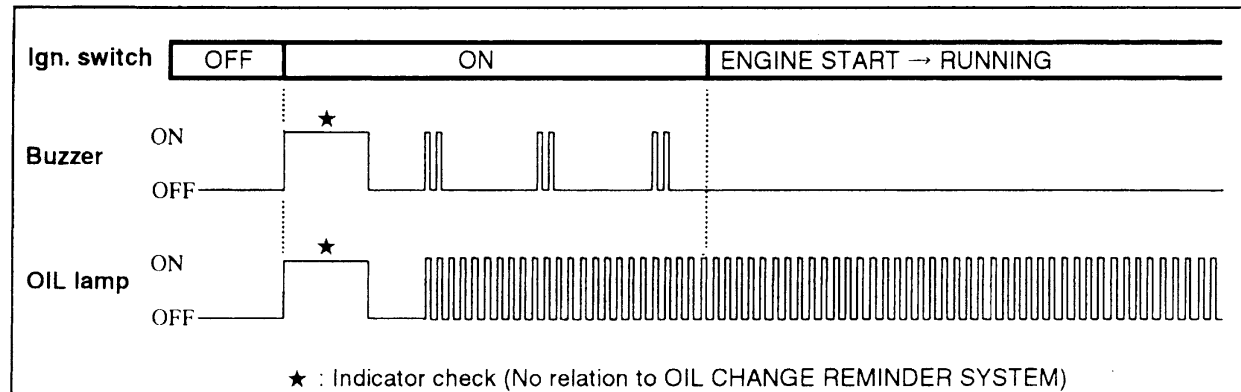 Ign. switch OFF ON ENGINE START → RUNNING
★
ON
Buzzer
OFF
★
ON
OIL lamp
OFF
★ : Indicator check (No relation to OIL CHANGE REMINDER SYSTEM)